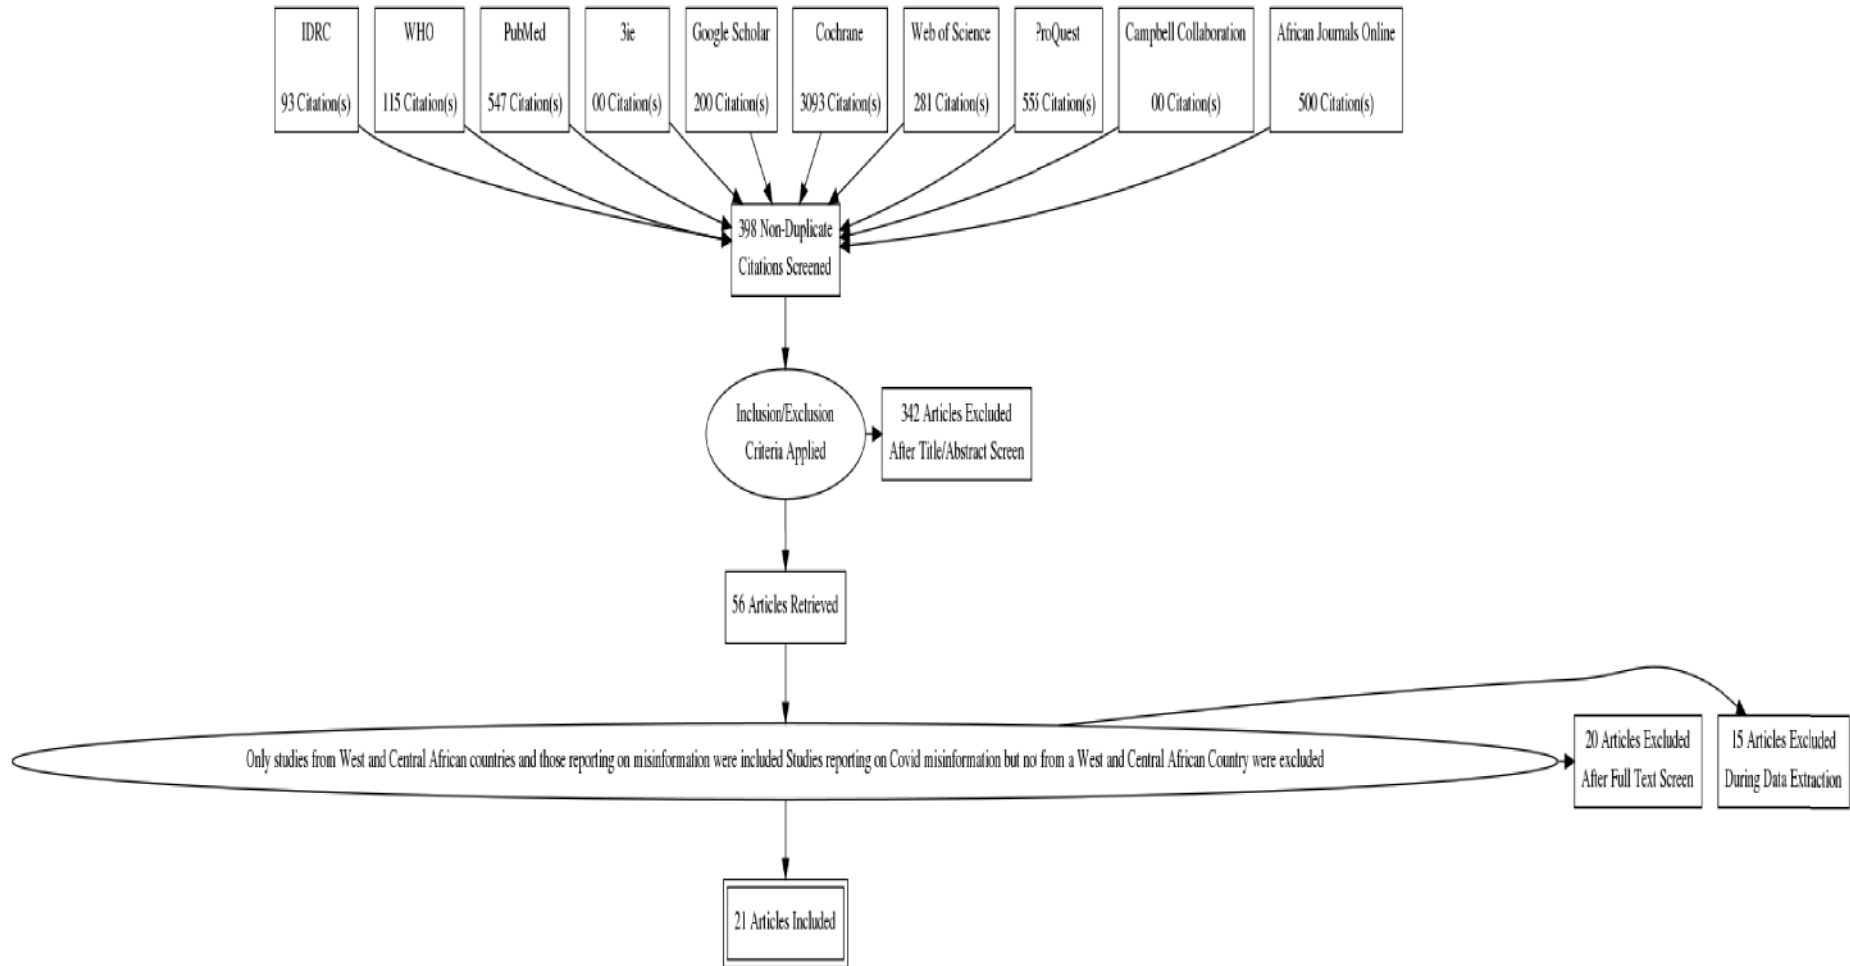 IDRC
93 Citation(s)
WHO
115 Citation(s)
PubMed
547 Citation(s)
3ie
00 Citation(s)
Google Scholar
200 Citation(s)
Cochrane
3093 Citation(s)
Web of Science
281 Citation(s)
ProQuest
555 Citation(s)
Campbell Collaboration
00 Citation(s)
African Journals Online
500 Citation(s)
398 Non-Duplicate
Citations Screened
Inclusion/Exclusion
Criteria Applied
342 Articles Excluded
After Title/Abstract Screen
56 Articles Retrieved
Only studies from West and Central African countries and those reporting on misinformation were included Studies reporting on Covid misinformation but not from a West and Central African Country were excluded
20 Articles Excluded
After Full Text Screen
15 Articles Excluded
During Data Extraction
21 Articles Included